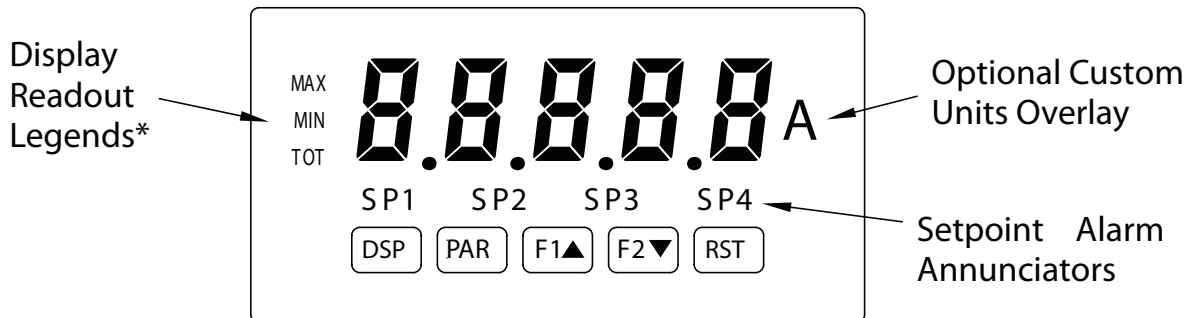 Display
Readout
Legends*
MAX
MIN
TOT
8.8.8.8.8
A
Optional Custom
Units Overlay
SP1 SP2 SP3 SP4
DSP PAR F1▲ F2▼ RST
Setpoint Alarm
Annunciators